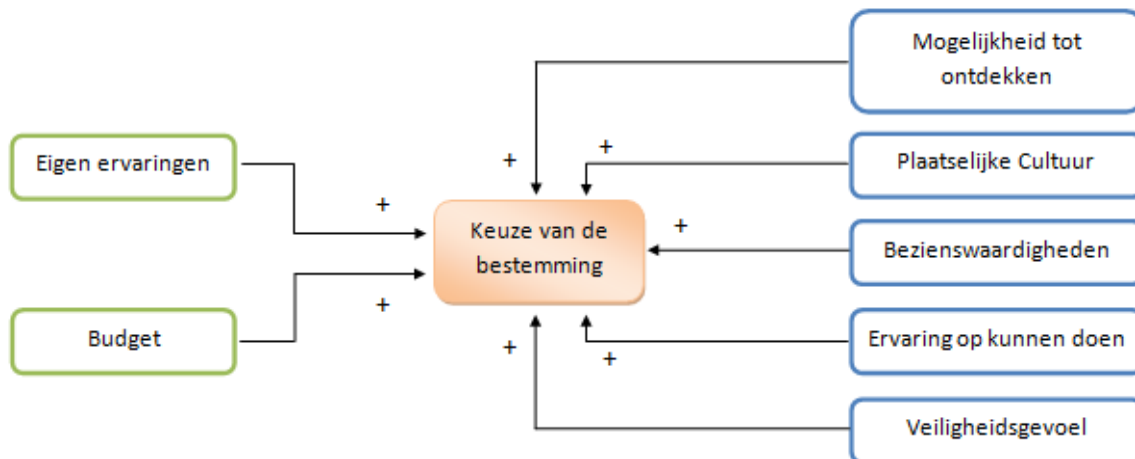 Mogelijkheid tot
ontdekken
Eigen ervaringen
+
+
Plaatselijke Cultuur
+
Keuze van de
bestemming
+
Bezienswaardigheden
Budget
+
+
+
Ervaring op kunnen doen
Veiligheidsgevoel